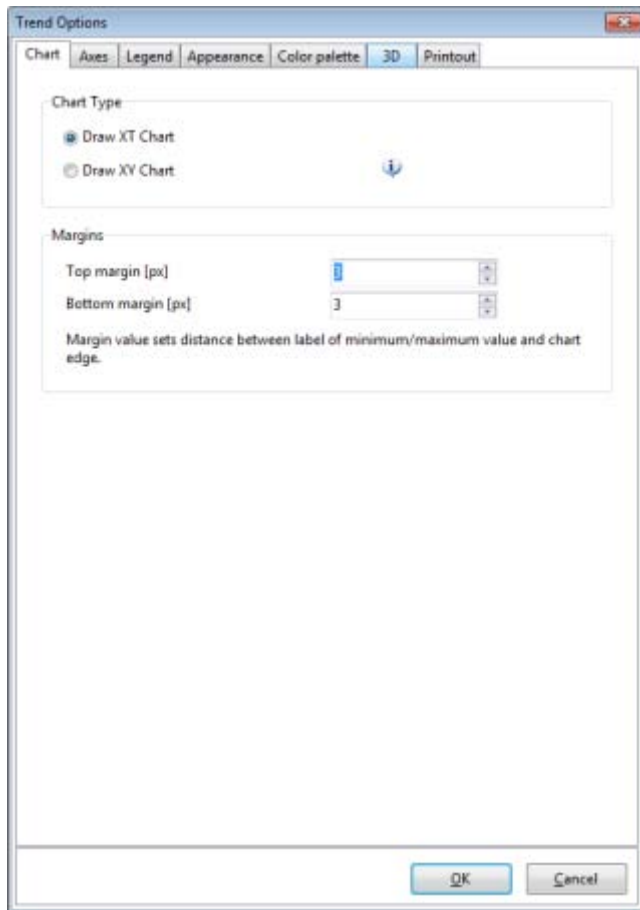 Trend Options
Chart Axes Legend Appearance Color palette 3D Printout
Chart Type
Draw XT Chart
Draw XY Chart
Margins
Top margin [px] 3
Bottom margin [px] 3
Margin value sets distance between label of minimum/maximum value and chart
edge.
OK Cancel